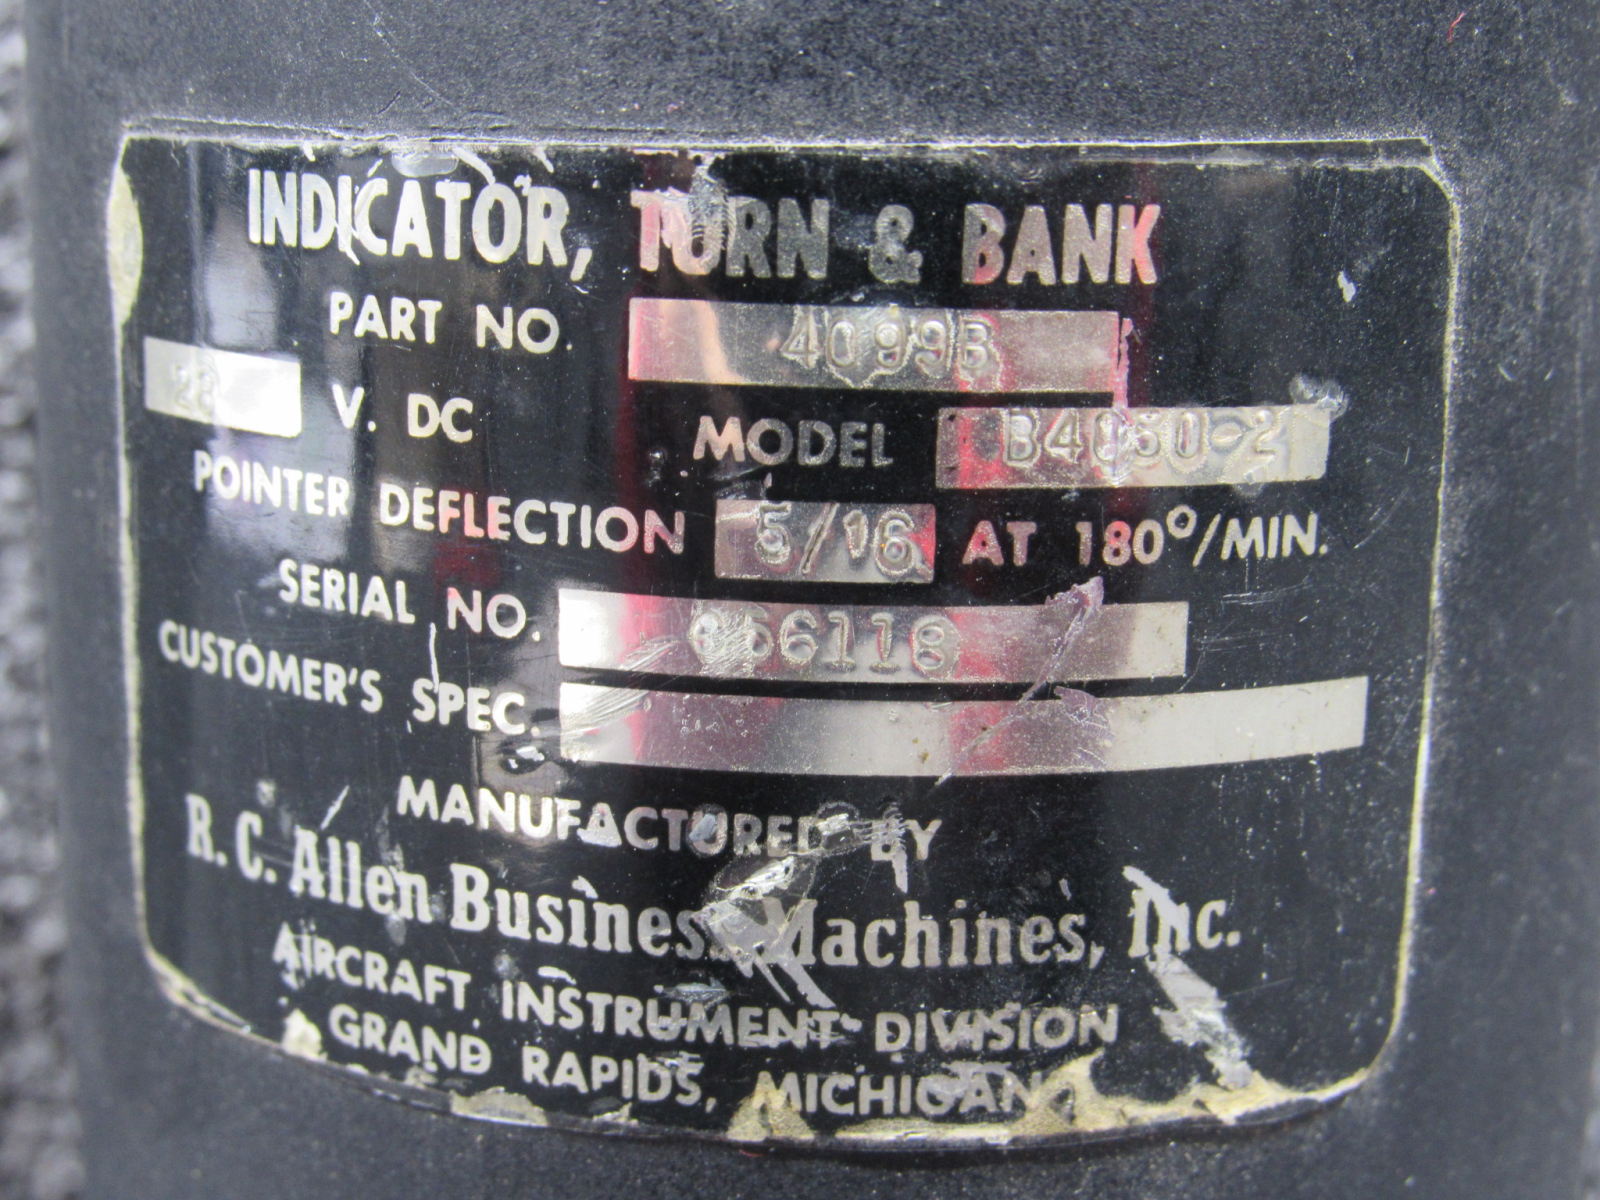 INDICATOR, TURN & BANK
PART NO. 4099B
28 V. DC MODEL
POINTER DEFLECTION 5/16 AT 180°/MIN.
SERIAL NO.
CUSTOMER'S SPEC.
MANUFACTURED BY
R. C. Allen Business Machines, Inc.
AIRCRAFT INSTRUMENT DIVISION
GRAND RAPIDS, MICHIGAN